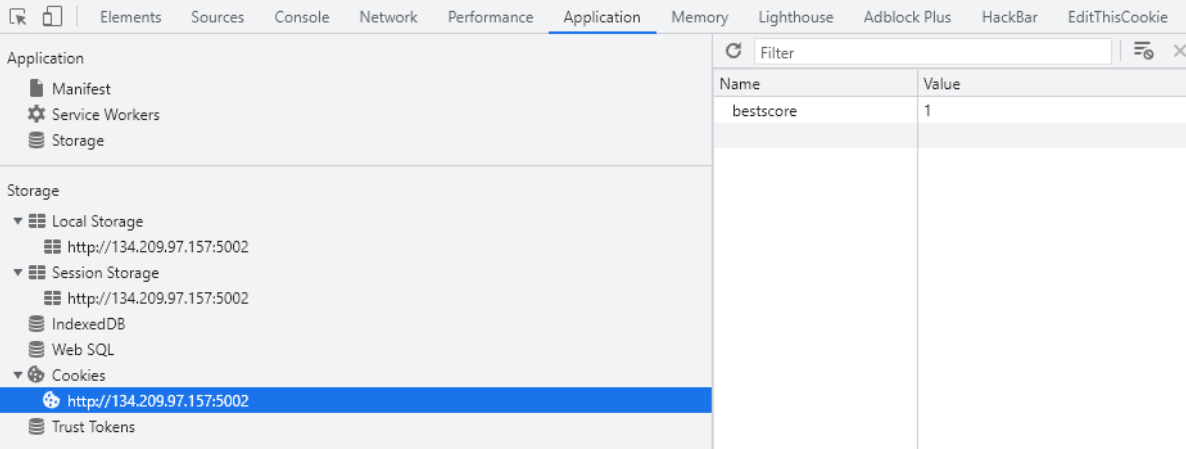 Elements Sources Console Network Performance Application Memory Lighthouse Adblock Plus HackBar EditThisCookie
Application
Manifest
Service Workers
Storage
Storage
Local Storage
http://134.209.97.157:5002
Session Storage
http://134.209.97.157:5002
IndexedDB
Web SQL
Cookies
http://134.209.97.157:5002
Trust Tokens
Filter
Name Value
bestscore 1